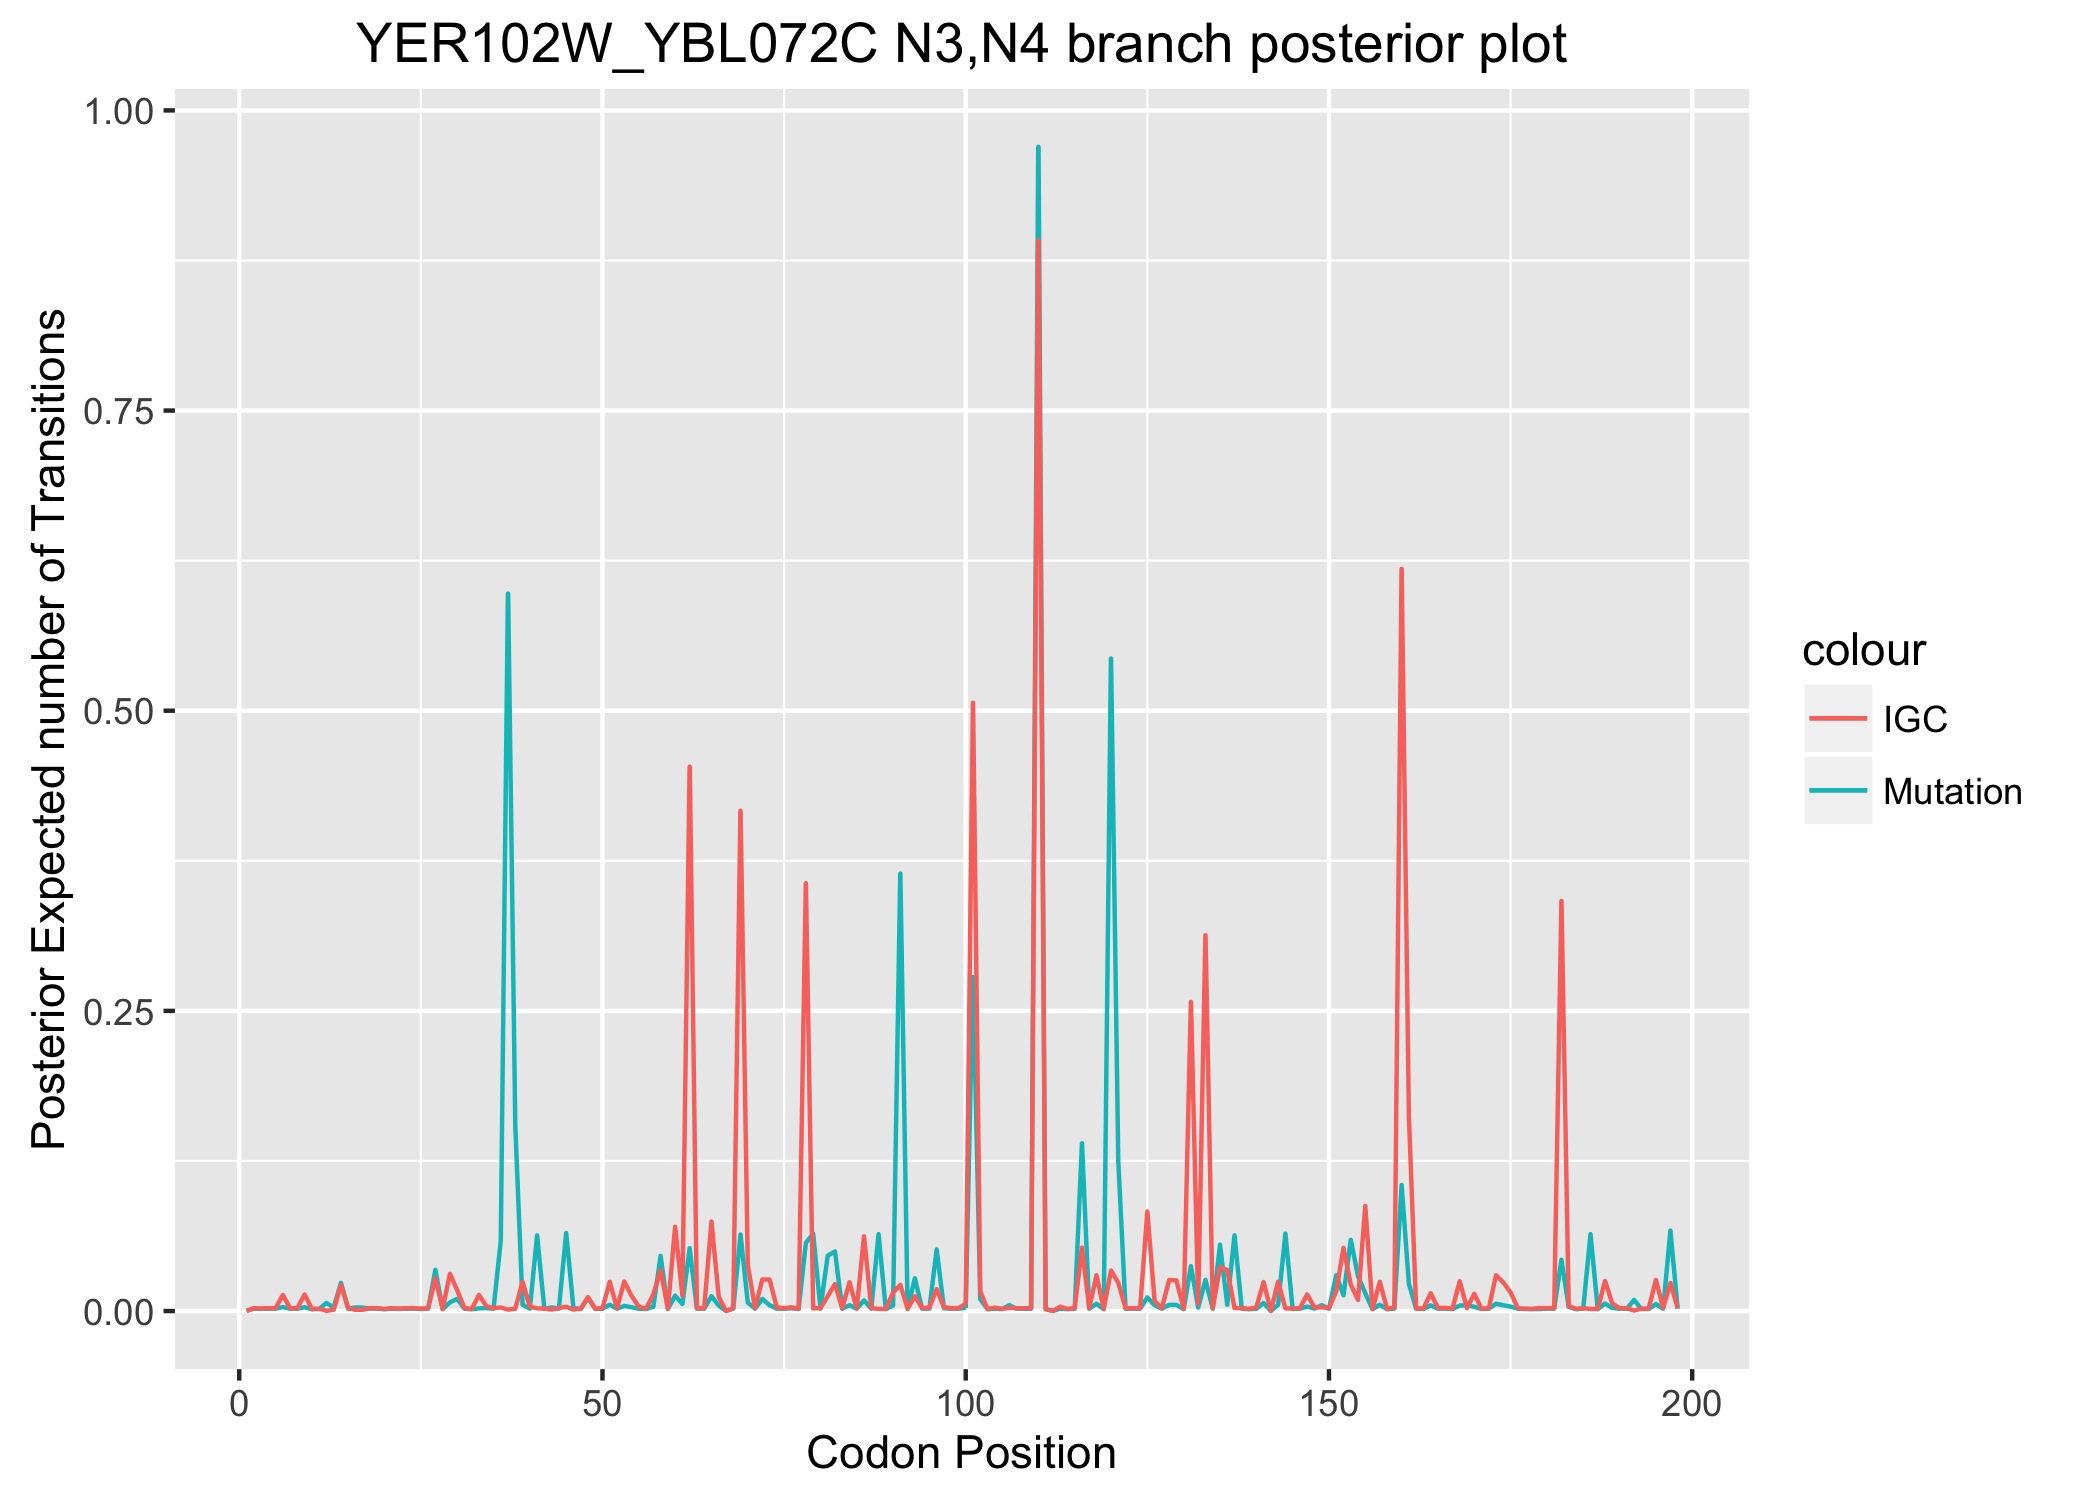 YER102W_YBL072C N3,N4 branch posterior plot
Posterior Expected number of Transitions
1.00
0.75
0.50
0.25
0.00
0
50
100
150
200
Codon Position
colour
IGC
Mutation